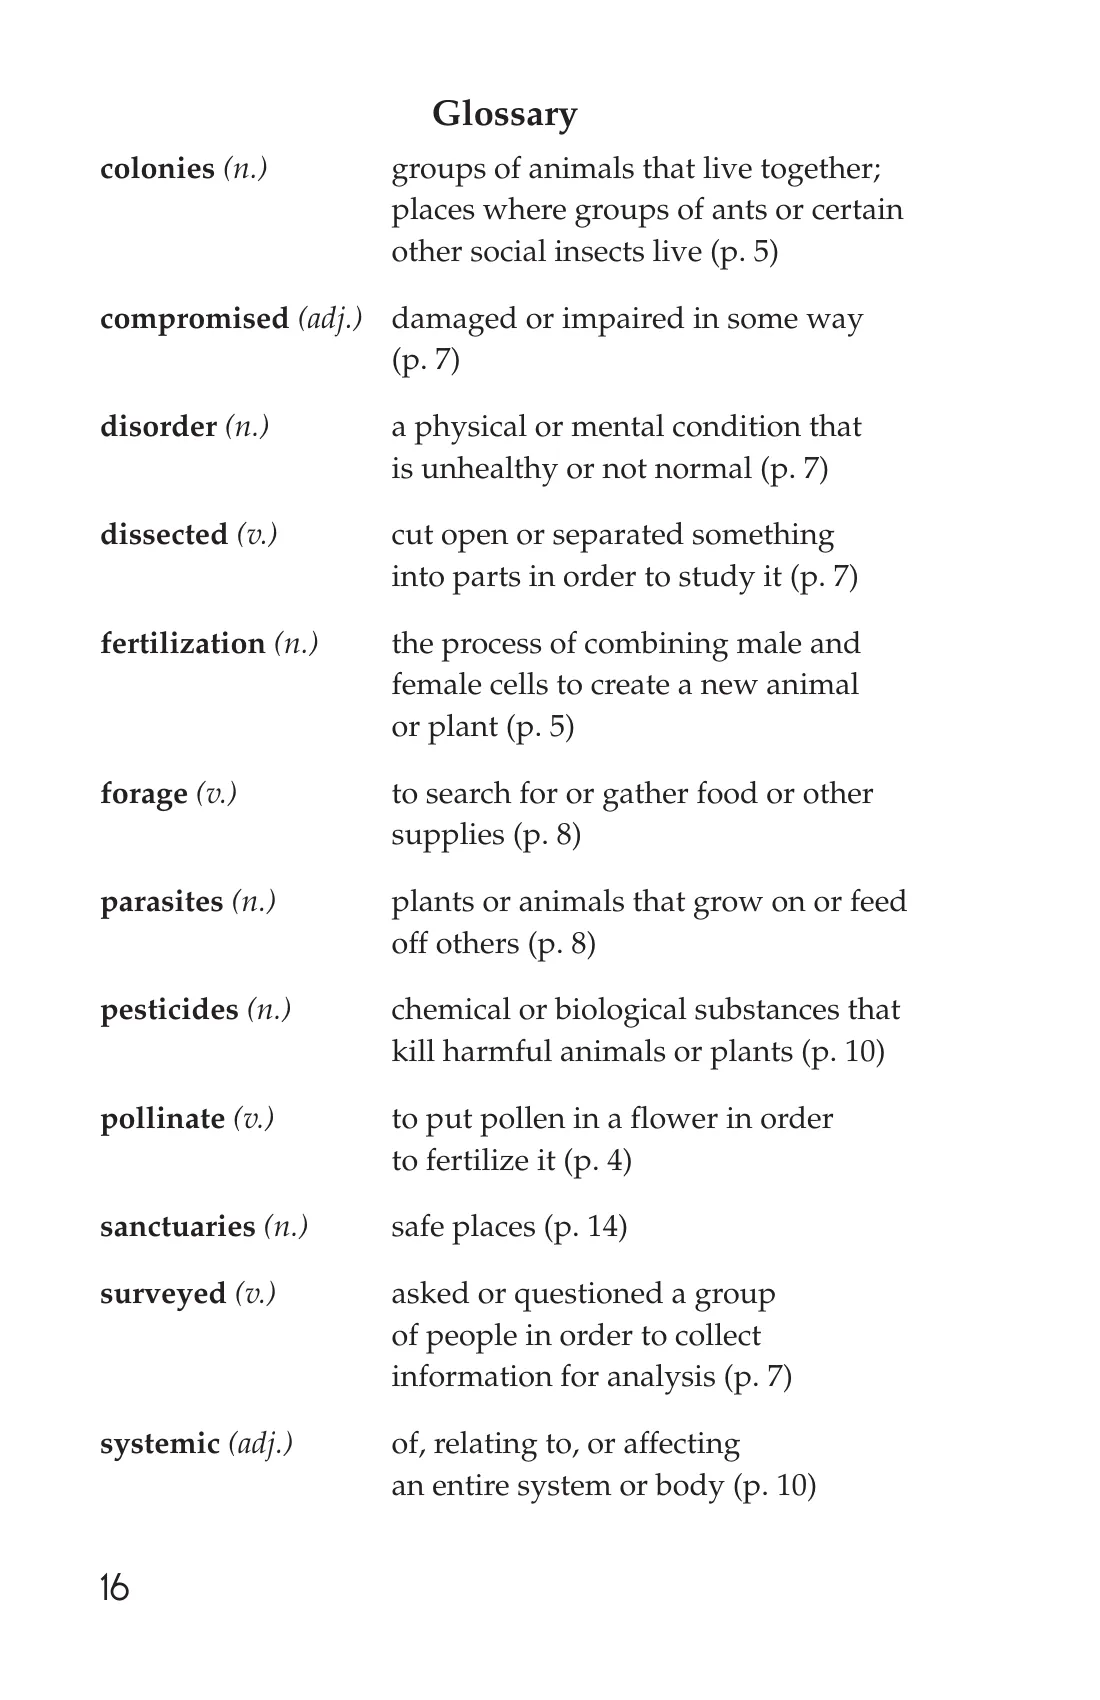 Glossary
colonies (n.) groups of animals that live together;
places where groups of ants or certain
other social insects live (p. 5)
compromised (adj.) damaged or impaired in some way
(p. 7)
disorder (n.) a physical or mental condition that
is unhealthy or not normal (p. 7)
dissected (v.) cut open or separated something
into parts in order to study it (p. 7)
fertilization (n.) the process of combining male and
female cells to create a new animal
or plant (p. 5)
forage (v.) to search for or gather food or other
supplies (p. 8)
parasites (n.) plants or animals that grow on or feed
off others (p. 8)
pesticides (n.) chemical or biological substances that
kill harmful animals or plants (p. 10)
pollinate (v.) to put pollen in a flower in order
to fertilize it (p. 4)
sanctuaries (n.) safe places (p. 14)
surveyed (v.) asked or questioned a group
of people in order to collect
information for analysis (p. 7)
systemic (adj.) of, relating to, or affecting
an entire system or body (p. 10)
16